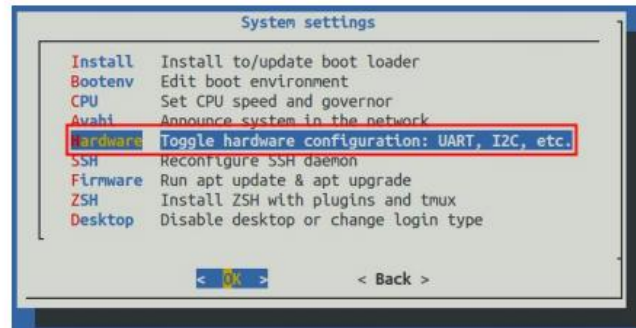 System settings
Install Install to/update boot loader
Bootenv Edit boot environment
CPU Set CPU speed and governor
Avahi Announce system in the network
Hardware Toggle hardware configuration: UART, I2C, etc.
SSH Reconfigure SSH daemon
Firmware Run apt update & apt upgrade
ZSH Install ZSH with plugins and tmux
Desktop Disable desktop or change login type
< OK > < Back >